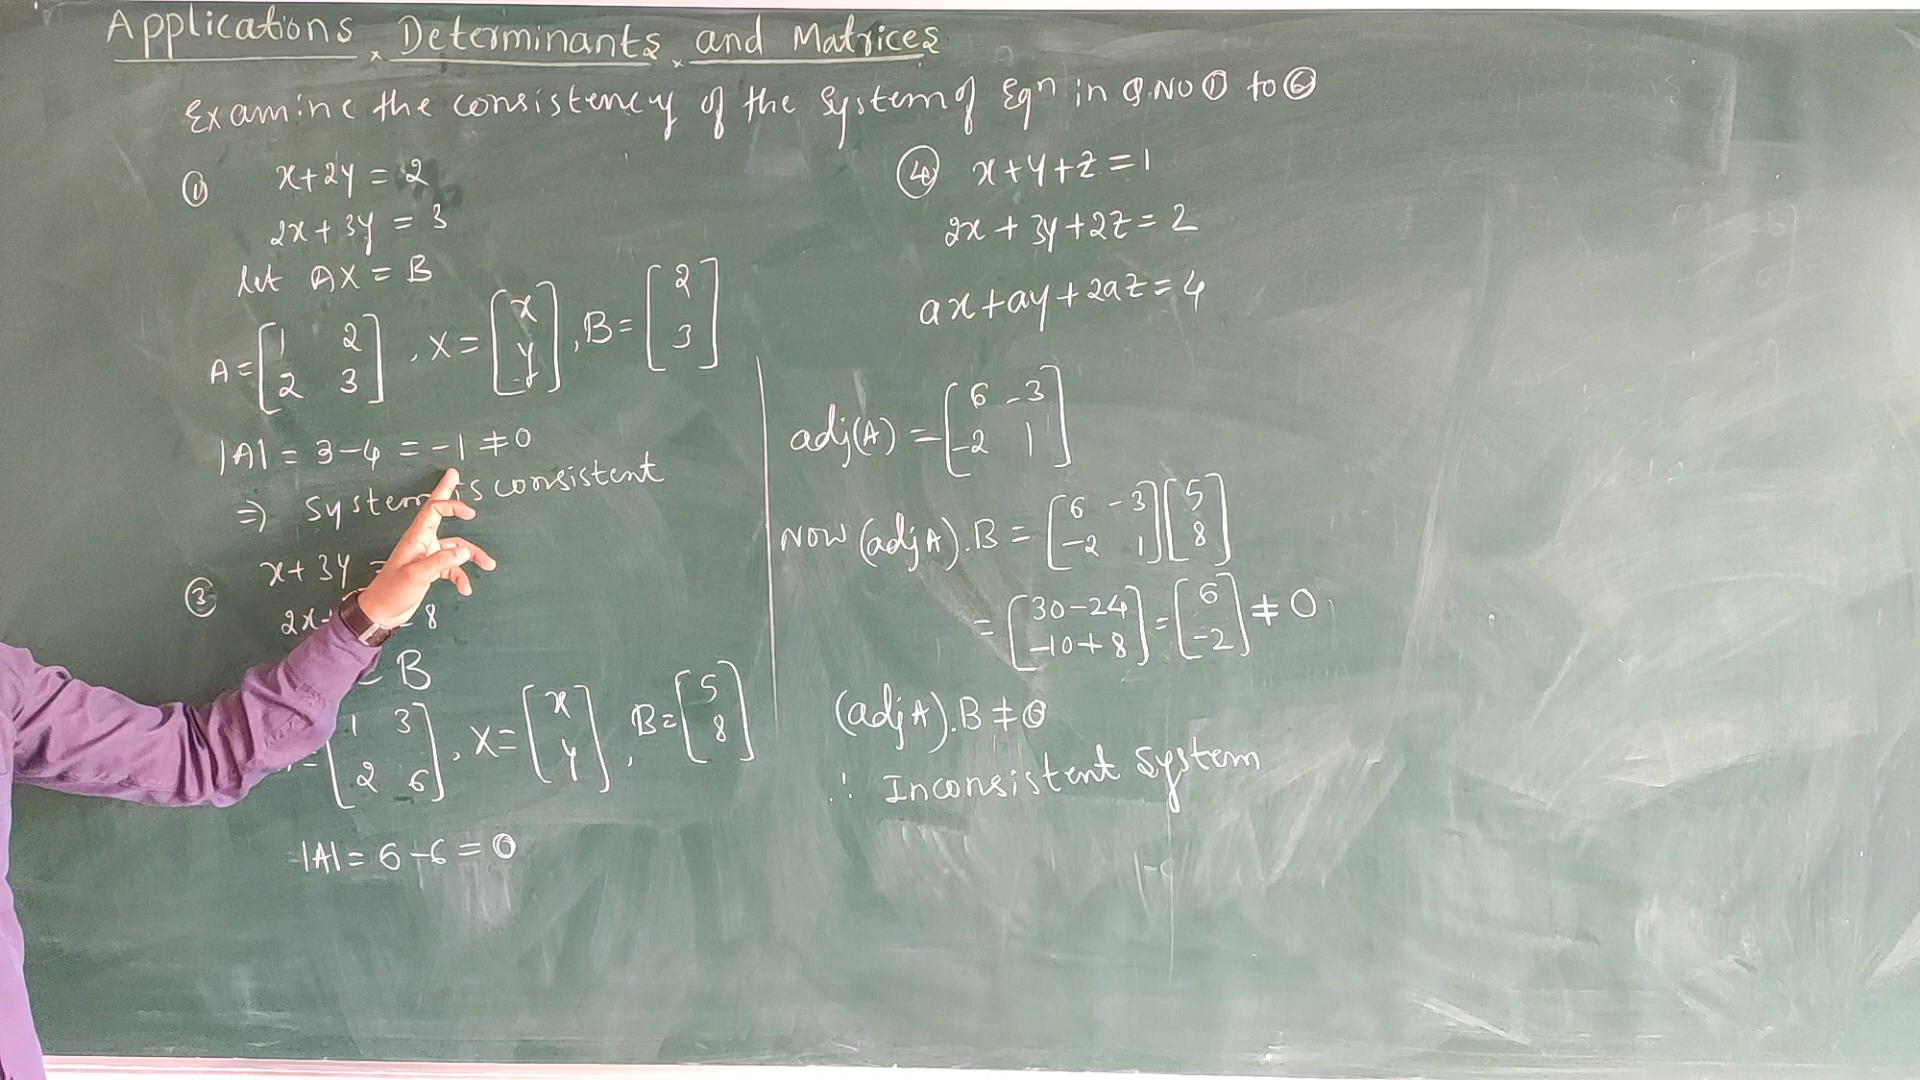 Applications Determinants and Matrices
Examine the consistency of the System of Eqn in Q.NO ① to ⑥
① x+2y = 2
2x+3y = 3
let AX = B
A = [1 2; 2 3], X = [x; y], B = [2; 3]
|A| = 3-4 = -1 ≠ 0
⇒ System is consistent
③ x+3y =
2x+ = 8
= B
= [1 3; 2 6], X = [x; y], B = [5; 8]
|A| = 6-6 = 0
④ x+y+z = 1
2x+3y+2z = 2
ax+ay+2az = 4
adj(A) = [6 -3; -2 1]
NOW (adj A).B = [6 -3; -2 1][5; 8]
= [30-24; -10+8] = [6; -2] ≠ 0
(adj A).B ≠ 0
∴ Inconsistent System